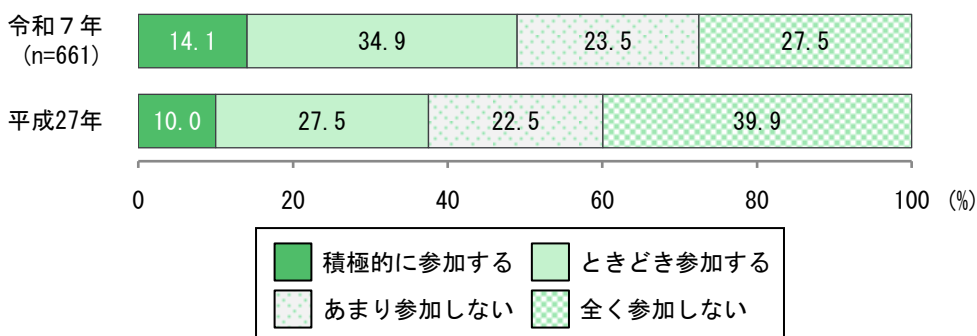 令和７年
(n=661)
14.1 34.9 23.5 27.5
平成27年
10.0 27.5 22.5 39.9
0 20 40 60 80 100 (%)
積極的に参加する ときどき参加する
あまり参加しない 全く参加しない